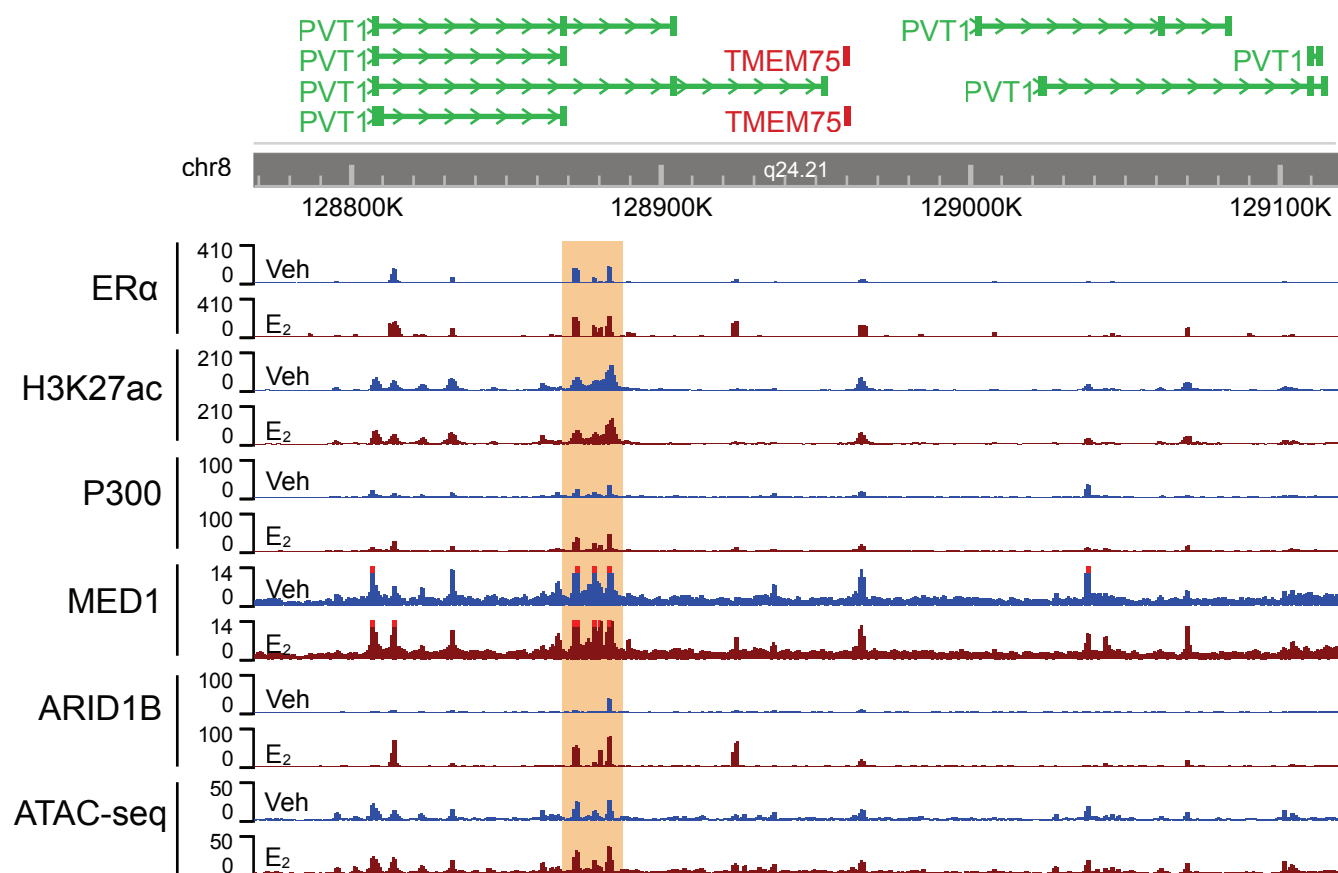 PVT1 PVT1
PVT1 TMEM75 PVT1
PVT1 PVT1
PVT1 TMEM75
chr8 q24.21
128800K 128900K 129000K 129100K
410
0 Veh
ERα
410
0 E₂
210
0 Veh
H3K27ac
210
0 E₂
100
0 Veh
P300
100
0 E₂
14
0 Veh
MED1
14
0 E₂
100
0 Veh
ARID1B
100
0 E₂
50
0 Veh
ATAC-seq
50
0 E₂